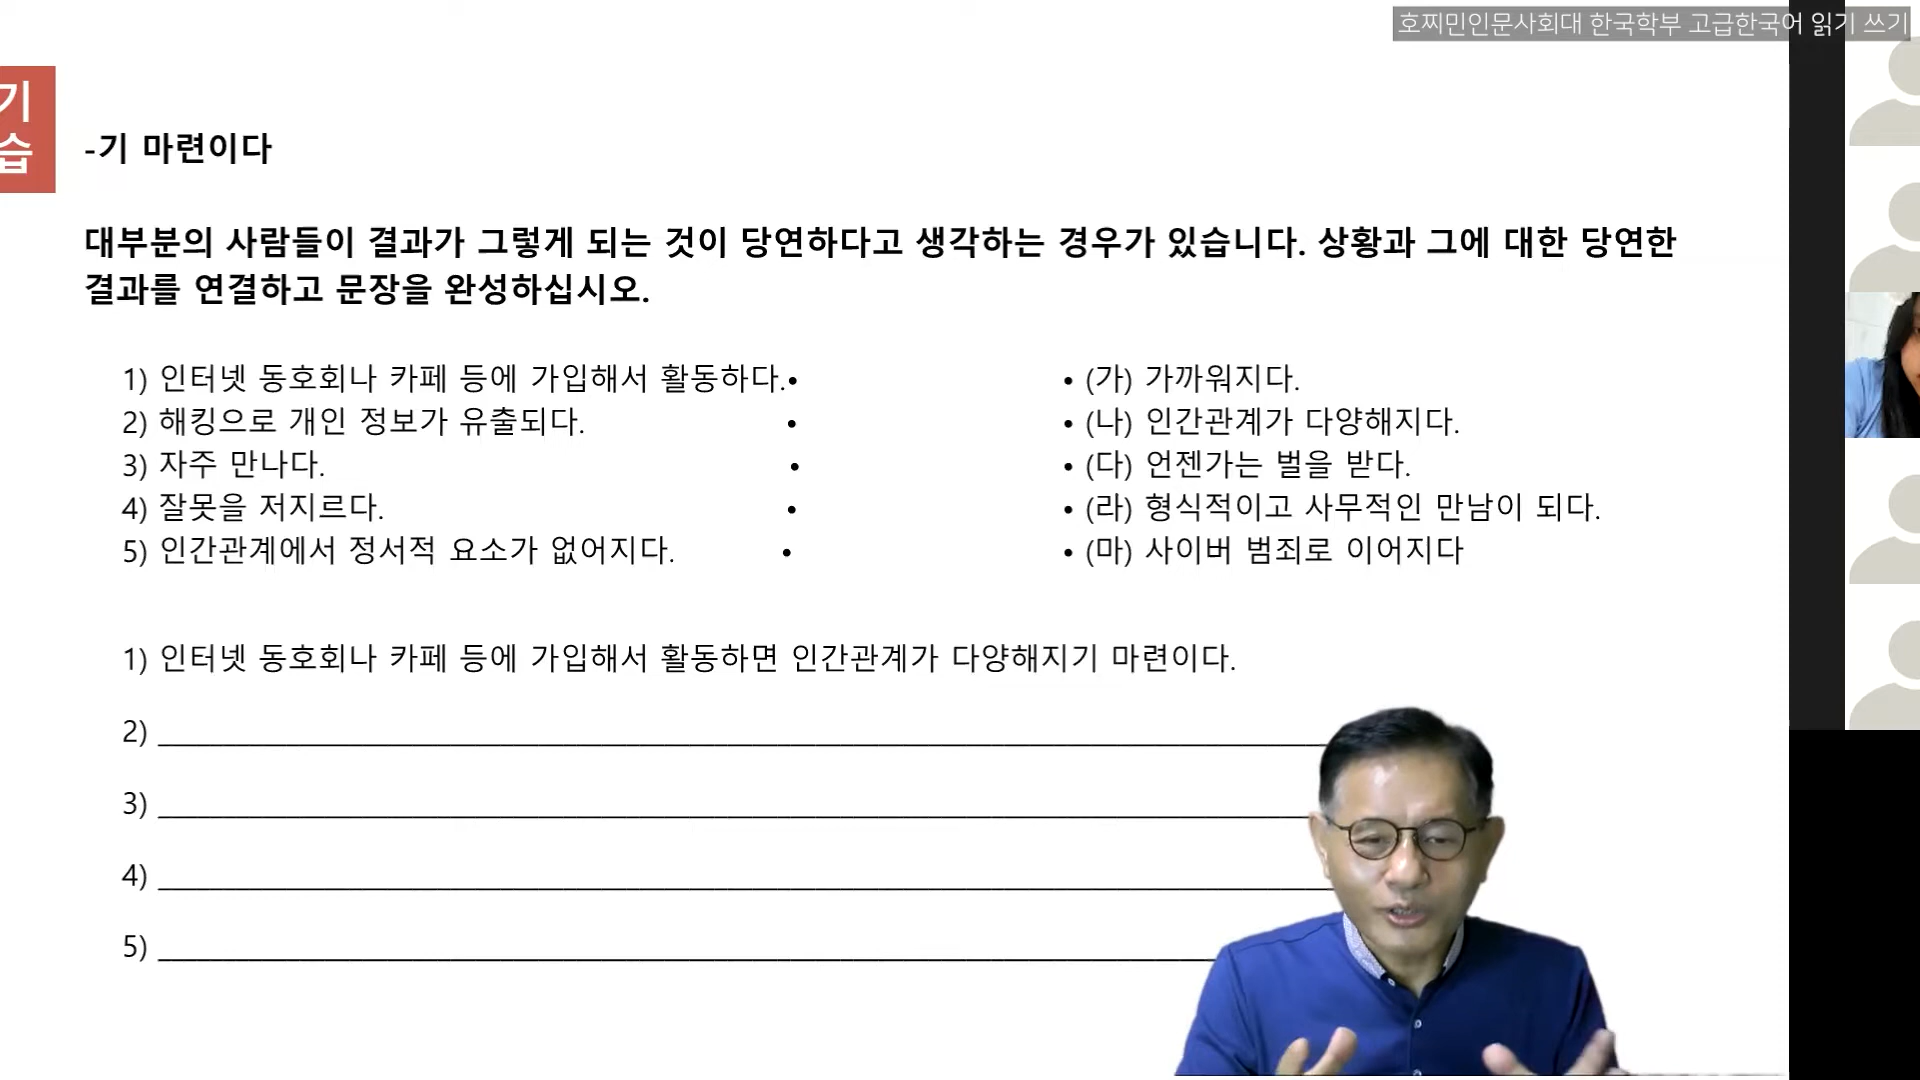 호찌민인문사회대 한국학부 고급한국어 읽기 쓰기
기
습
-기 마련이다
대부분의 사람들이 결과가 그렇게 되는 것이 당연하다고 생각하는 경우가 있습니다. 상황과 그에 대한 당연한
결과를 연결하고 문장을 완성하십시오.
1) 인터넷 동호회나 카페 등에 가입해서 활동하다.• • (가) 가까워지다.
2) 해킹으로 개인 정보가 유출되다. • • (나) 인간관계가 다양해지다.
3) 자주 만나다. • • (다) 언젠가는 벌을 받다.
4) 잘못을 저지르다. • • (라) 형식적이고 사무적인 만남이 되다.
5) 인간관계에서 정서적 요소가 없어지다. • • (마) 사이버 범죄로 이어지다
1) 인터넷 동호회나 카페 등에 가입해서 활동하면 인간관계가 다양해지기 마련이다.
2)
3)
4)
5)